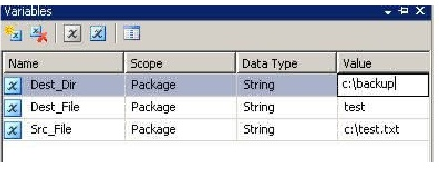 Variables
Name Scope Data Type Value
Dest_Dir Package String c:\backup
Dest_File Package String test
Src_File Package String c:\test.txt